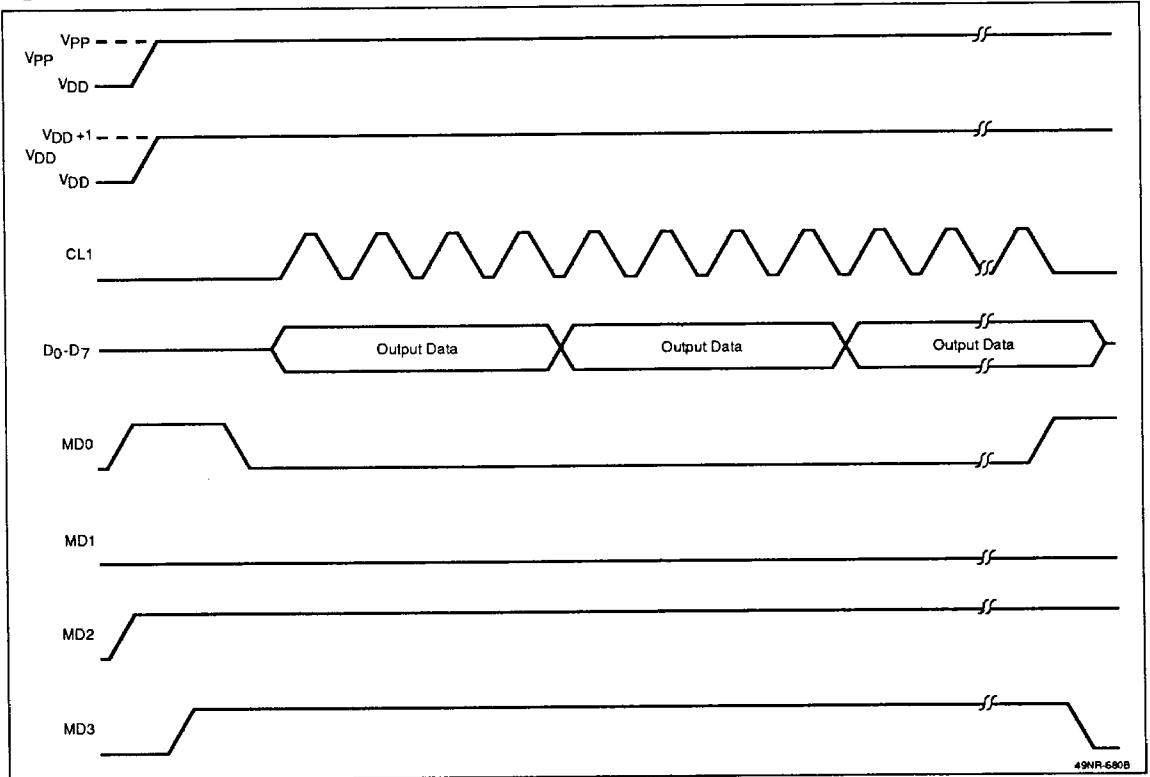 VPP
VPP
VDD
VDD +1
VDD
VDD
CL1
D0-D7
Output Data Output Data Output Data
MD0
MD1
MD2
MD3
49NR-680B